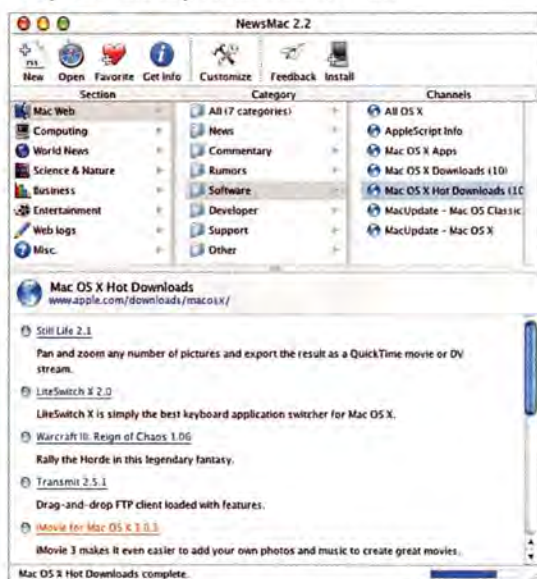 NewsMac 2.2
New Open Favorite Get Info Customize Feedback Install
Section Category Channels
Mac Web All (7 categories) All OS X
Computing News AppleScript Info
World News Commentary Mac OS X Apps
Science & Nature Rumors Mac OS X Downloads (10)
Business Software Mac OS X Hot Downloads (10
Entertainment Developer MacUpdate - Mac OS Classic
Web logs Support MacUpdate - Mac OS X
Misc. Other
Mac OS X Hot Downloads
www.apple.com/downloads/macosx/
Still Life 2.1
Pan and zoom any number of pictures and export the result as a QuickTime movie or DV
stream.
LiteSwitch X 2.0
LiteSwitch X is simply the best keyboard application switcher for Mac OS X.
Warcraft III: Reign of Chaos 1.06
Rally the Horde in this legendary fantasy.
Transmit 2.5.1
Drag-and-drop FTP client loaded with features.
iMovie for Mac OS X 3.0.3
iMovie 3 makes it even easier to add your own photos and music to create great movies.
Mac OS X Hot Downloads complete.